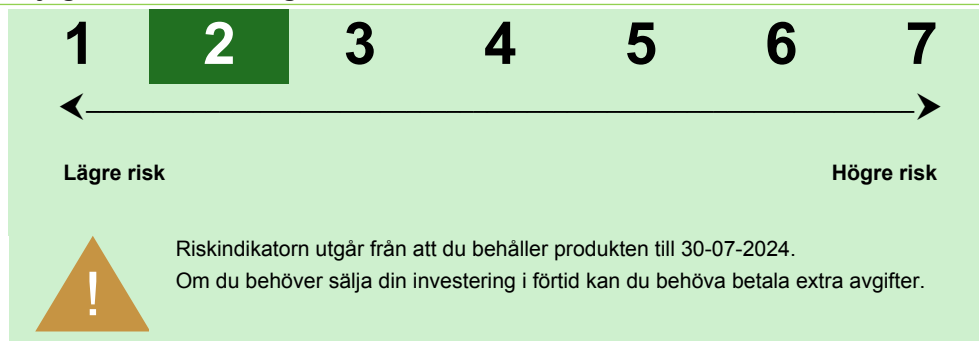 1 2 3 4 5 6 7
Lägre risk Högre risk
!
Riskindikatorn utgår från att du behåller produkten till 30-07-2024.
Om du behöver sälja din investering i förtid kan du behöva betala extra avgifter.